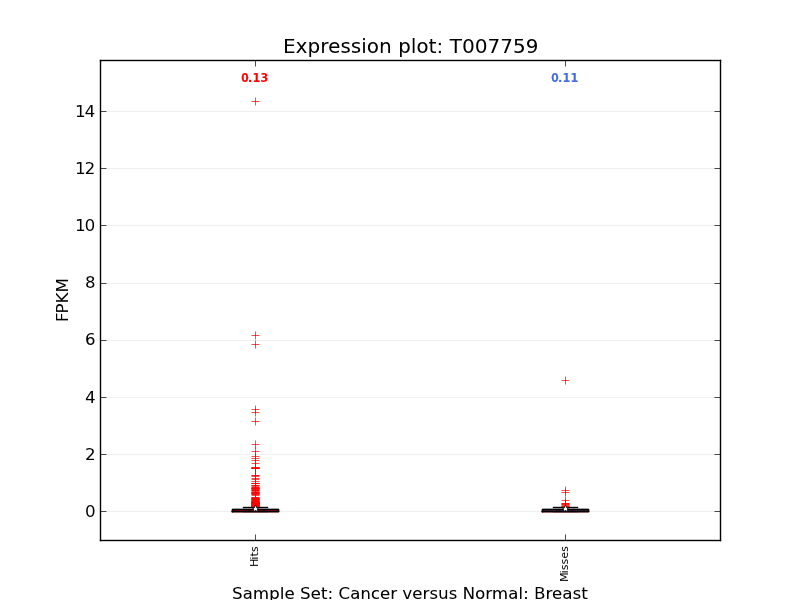 Expression plot: T007759
0.13
0.11
14
12
10
8
6
4
2
0
FPKM
Hits
Misses
Sample Set: Cancer versus Normal: Breast